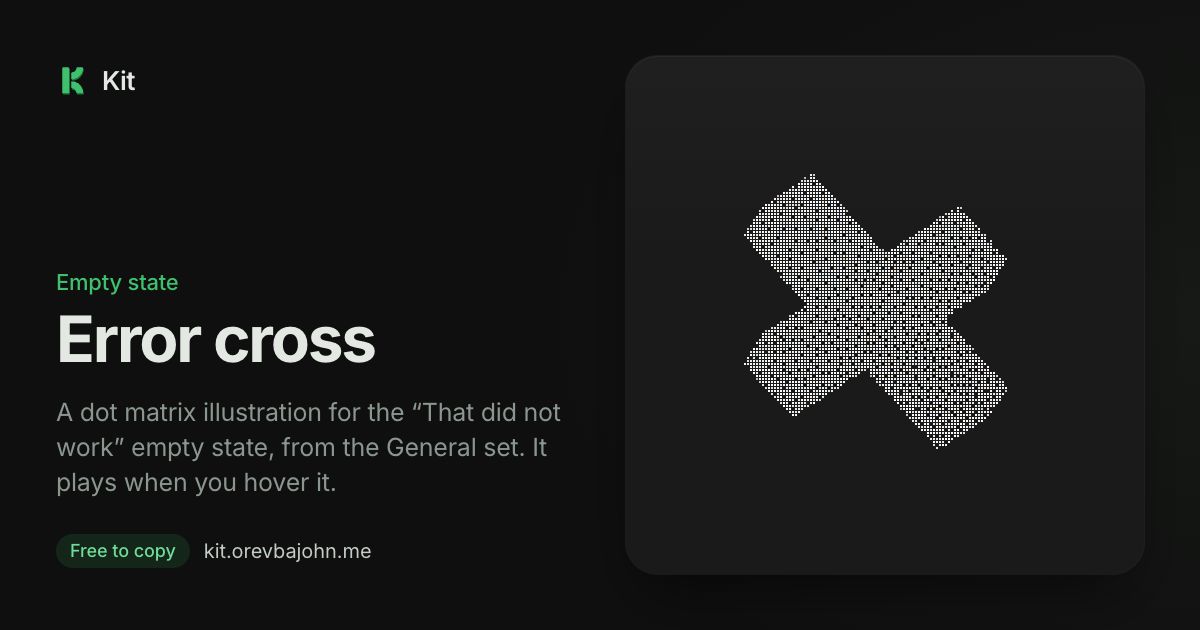 Kit
Empty state
Error cross
A dot matrix illustration for the “That did not
work” empty state, from the General set. It
plays when you hover it.
Free to copy
kit.orevbajohn.me